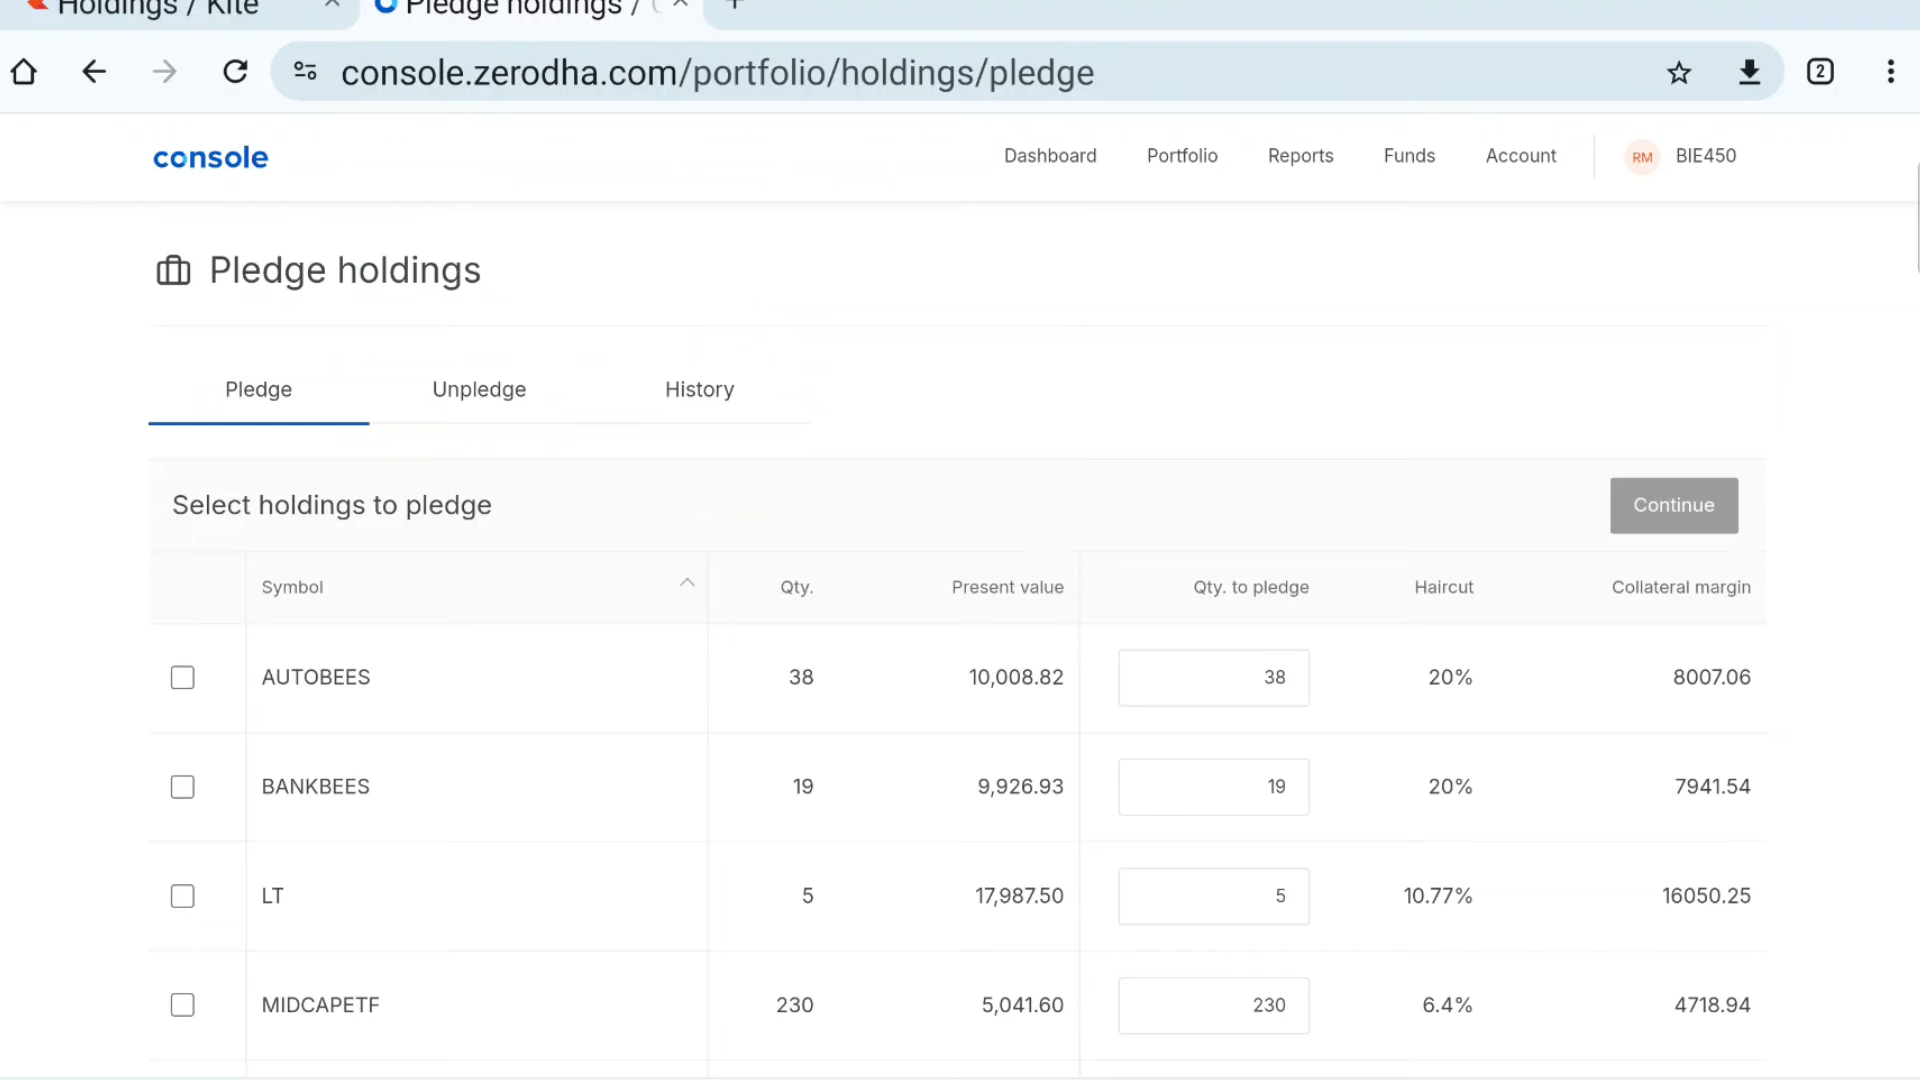 Holdings / Kite
Pledge holdings /
console.zerodha.com/portfolio/holdings/pledge
2
console
Dashboard Portfolio Reports Funds Account RM BIE450
Pledge holdings
Pledge Unpledge History
Select holdings to pledge Continue
Symbol Qty. Present value Qty. to pledge Haircut Collateral margin
AUTOBEES 38 10,008.82 38 20% 8007.06
BANKBEES 19 9,926.93 19 20% 7941.54
LT 5 17,987.50 5 10.77% 16050.25
MIDCAPETF 230 5,041.60 230 6.4% 4718.94